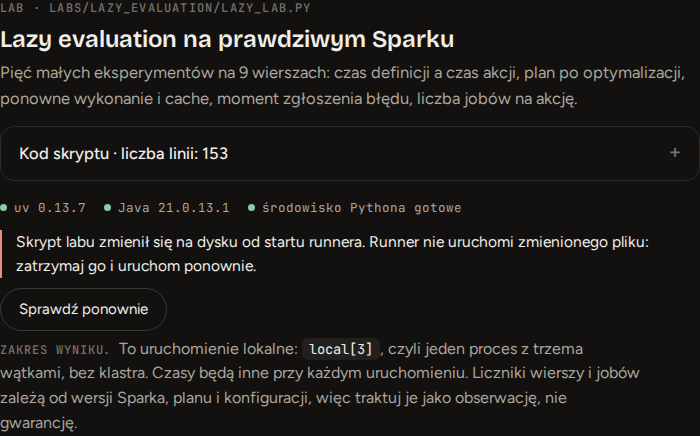 LAB · LABS/LAZY_EVALUATION/LAZY_LAB.PY
Lazy evaluation na prawdziwym Sparku
Pięć małych eksperymentów na 9 wierszach: czas definicji a czas akcji, plan po optymalizacji,
ponowne wykonanie i cache, moment zgłoszenia błędu, liczba jobów na akcję.
Kod skryptu · liczba linii: 153 +
uv 0.13.7 Java 21.0.13.1 środowisko Pythona gotowe
Skrypt labu zmienił się na dysku od startu runnera. Runner nie uruchomi zmienionego pliku:
zatrzymaj go i uruchom ponownie.
Sprawdź ponownie
ZAKRES WYNIKU. To uruchomienie lokalne: local[3], czyli jeden proces z trzema
wątkami, bez klastra. Czasy będą inne przy każdym uruchomieniu. Liczniki wierszy i jobów
zależą od wersji Sparka, planu i konfiguracji, więc traktuj je jako obserwację, nie
gwarancję.